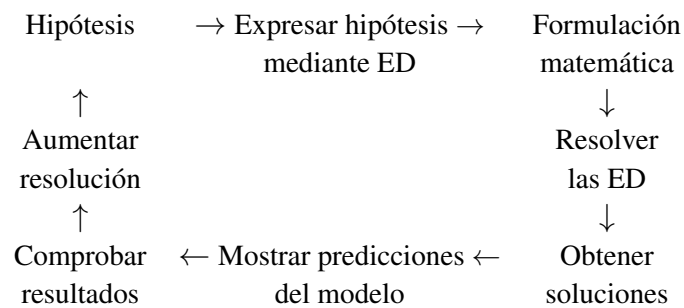 Hipótesis → Expresar hipótesis → Formulación
mediante ED matemática
↑ ↓
Aumentar Resolver
resolución las ED
↑ ↓
Comprobar ← Mostrar predicciones ← Obtener
resultados del modelo soluciones